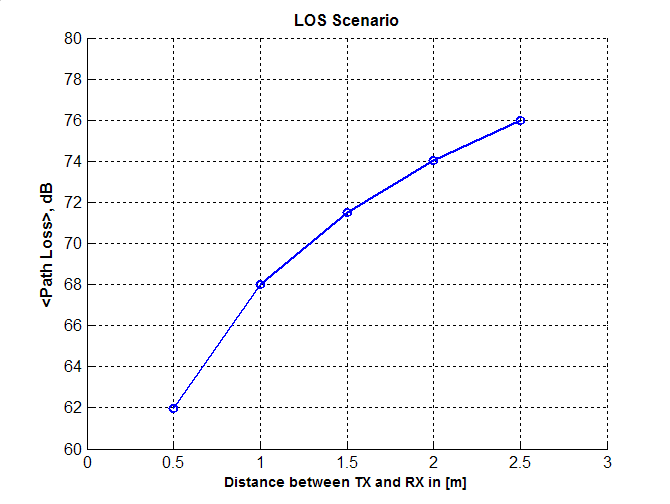 LOS Scenario
80
78
76
74
72
70
68
66
64
62
60
<Path Loss>, dB
0 0.5 1 1.5 2 2.5 3
Distance between TX and RX in [m]